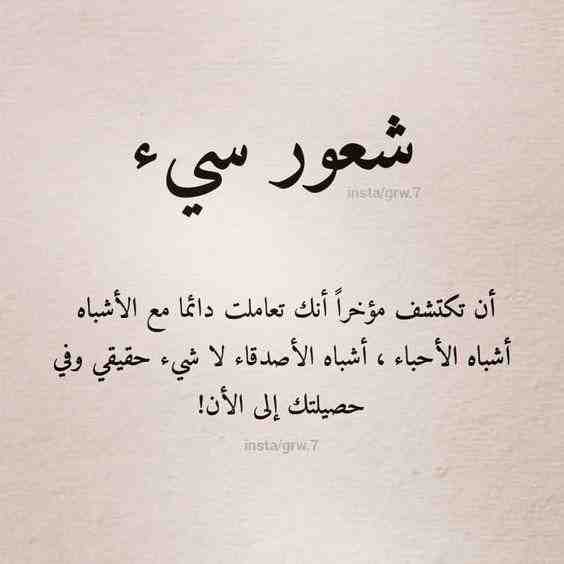 شعور سيء
insta/grw.7
أن تكتشف مؤخراً أنك تعاملت دائما مع الأشباه
أشباه الأحباء ، أشباه الأصدقاء لا شيء حقيقي وفي
حصيلتك إلى الأن!
insta/grw.7